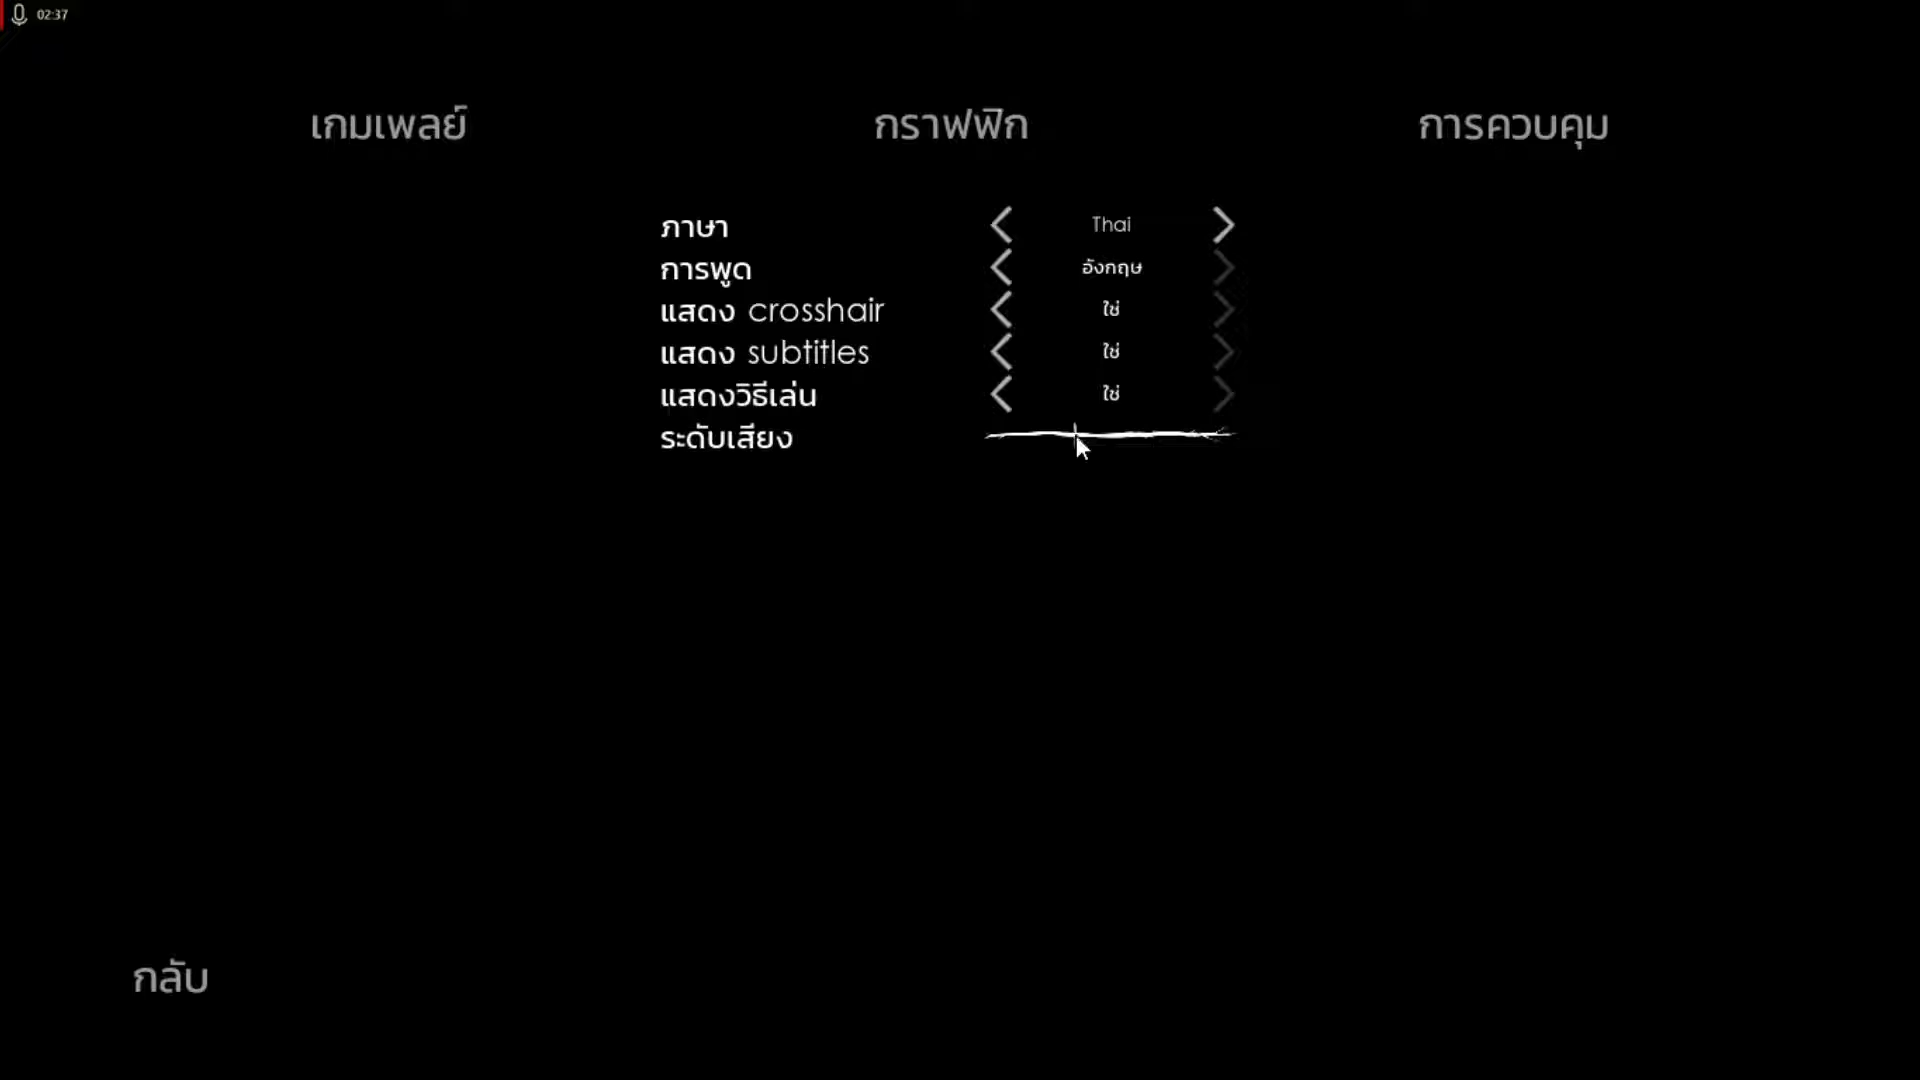 02:37
เกมเพลย์ กราฟฟิก การควบคุม
ภาษา Thai
การพูด อังกฤษ
แสดง crosshair ใช่
แสดง subtitles ใช่
แสดงวิธีเล่น ใช่
ระดับเสียง
กลับ